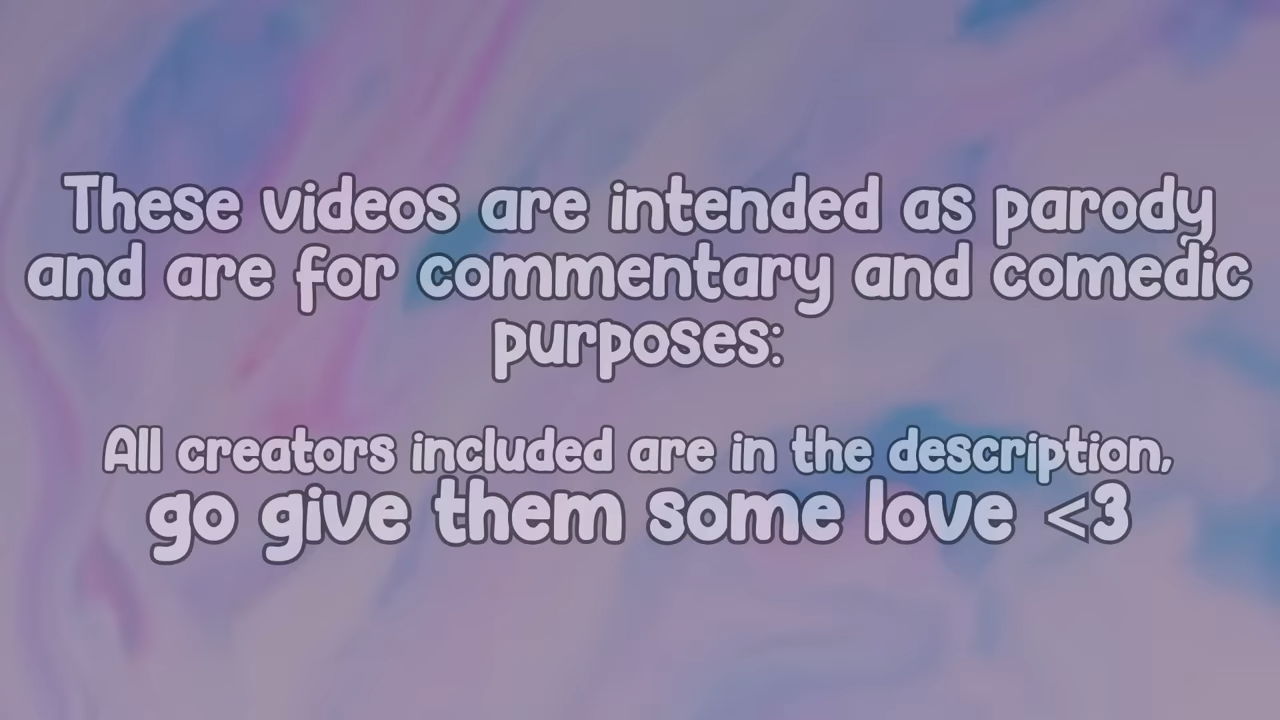 These videos are intended as parody
and are for commentary and comedic
purposes:
All creators included are in the description,
go give them some love <3